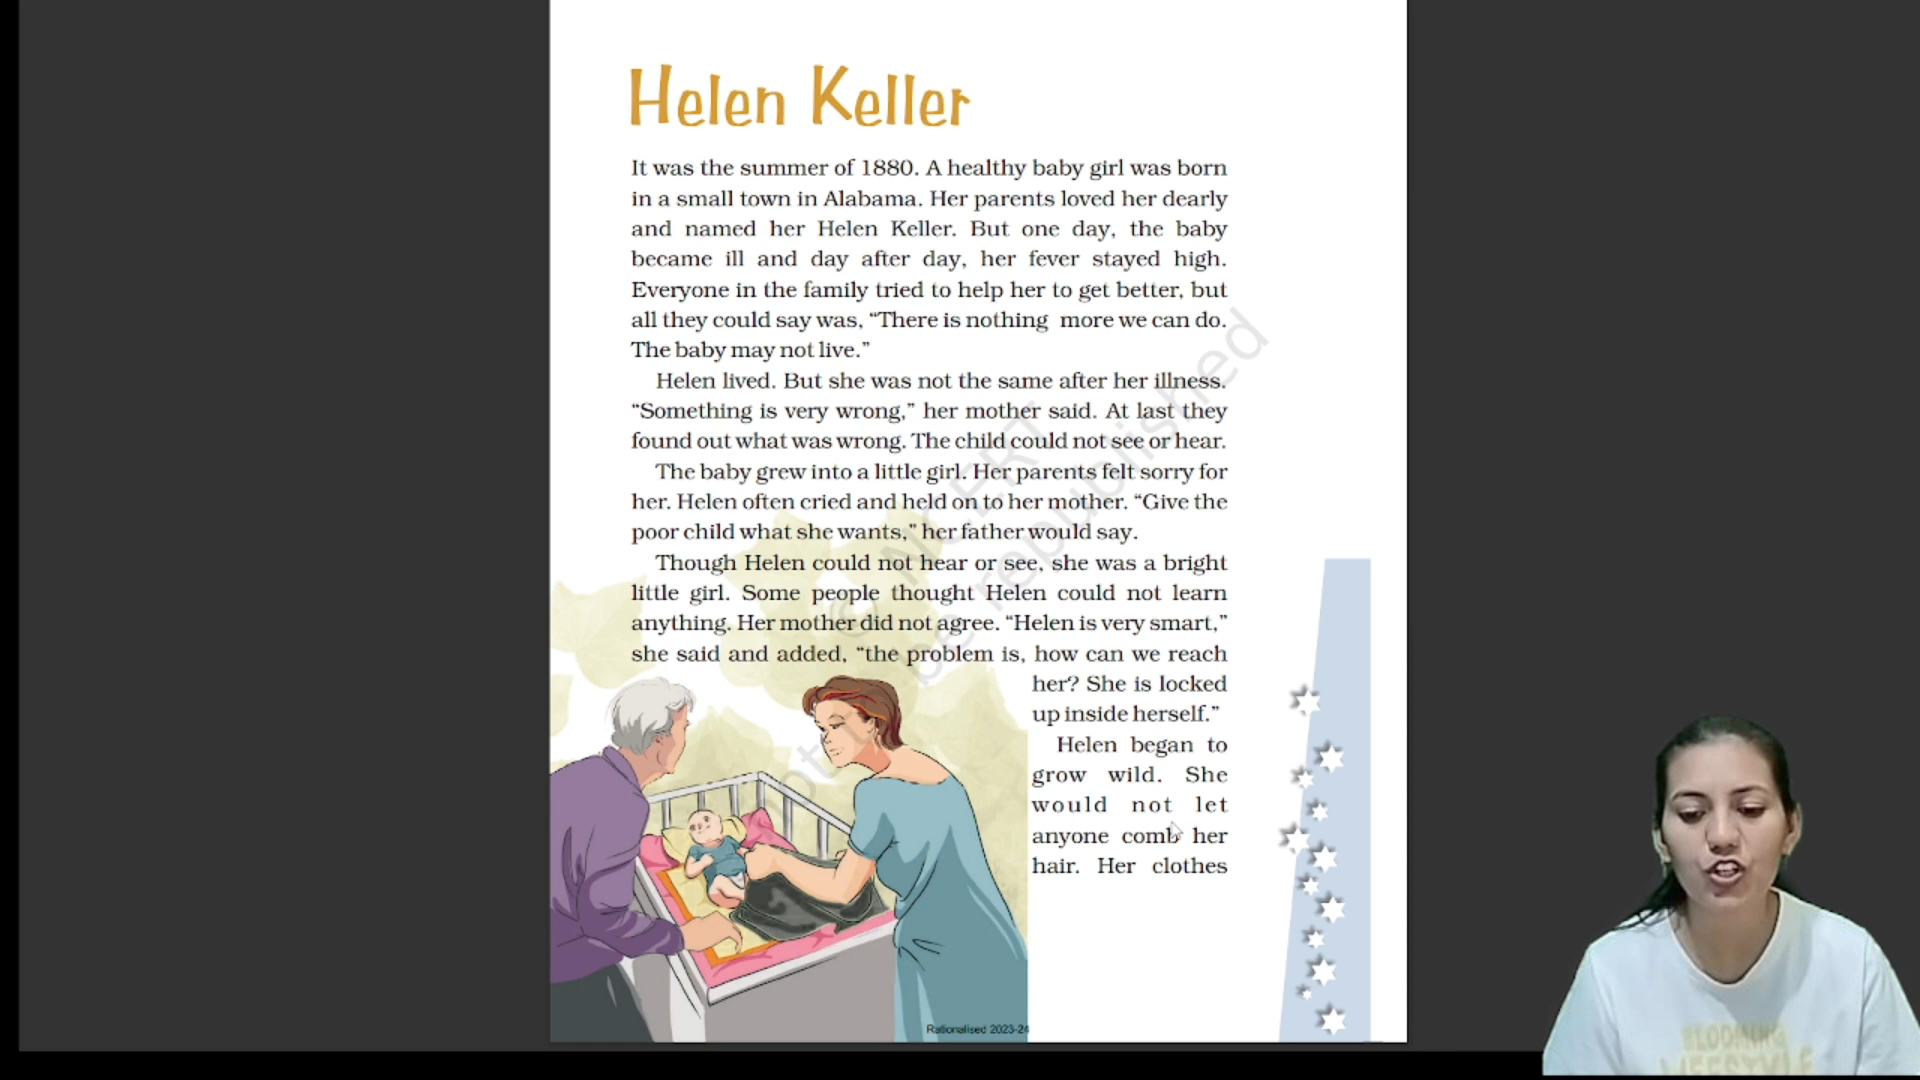 Helen Keller
It was the summer of 1880. A healthy baby girl was born
in a small town in Alabama. Her parents loved her dearly
and named her Helen Keller. But one day, the baby
became ill and day after day, her fever stayed high.
Everyone in the family tried to help her to get better, but
all they could say was, “There is nothing more we can do.
The baby may not live.”
Helen lived. But she was not the same after her illness.
“Something is very wrong,” her mother said. At last they
found out what was wrong. The child could not see or hear.
The baby grew into a little girl. Her parents felt sorry for
her. Helen often cried and held on to her mother. “Give the
poor child what she wants,” her father would say.
Though Helen could not hear or see, she was a bright
little girl. Some people thought Helen could not learn
anything. Her mother did not agree. “Helen is very smart,”
she said and added, “the problem is, how can we reach
her? She is locked
up inside herself.”
Helen began to
grow wild. She
would not let
anyone comb her
hair. Her clothes
© NCERT
not to be republished
Rationalised 2023-24
BLOOMING
LIFESTYLE